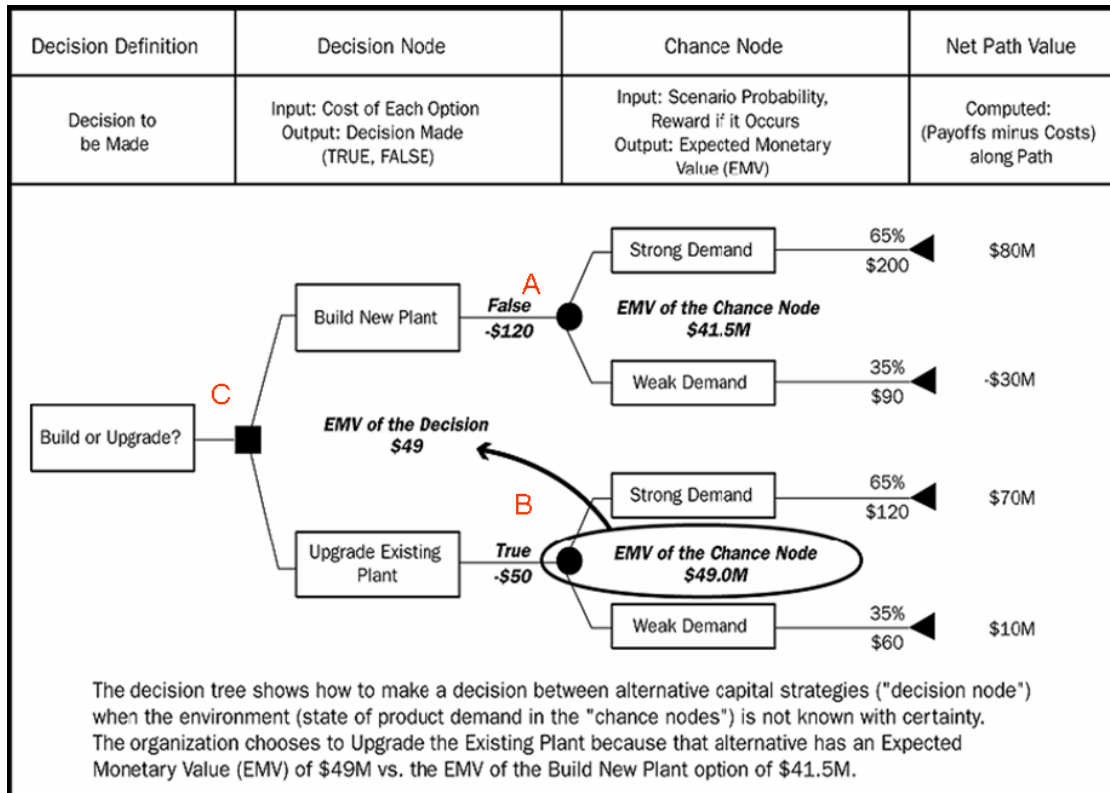 Decision Definition
Decision Node
Chance Node
Net Path Value
Decision to
be Made
Input: Cost of Each Option
Output: Decision Made
(TRUE, FALSE)
Input: Scenario Probability,
Reward if it Occurs
Output: Expected Monetary
Value (EMV)
Computed:
(Payoffs minus Costs)
along Path
Strong Demand
65%
$200
$80M
A
Build New Plant
False
-$120
EMV of the Chance Node
$41.5M
Weak Demand
35%
$90
-$30M
C
Build or Upgrade?
EMV of the Decision
$49
B
Strong Demand
65%
$120
$70M
Upgrade Existing
Plant
True
-$50
EMV of the Chance Node
$49.0M
Weak Demand
35%
$60
$10M
The decision tree shows how to make a decision between alternative capital strategies ("decision node")
when the environment (state of product demand in the "chance nodes") is not known with certainty.
The organization chooses to Upgrade the Existing Plant because that alternative has an Expected
Monetary Value (EMV) of $49M vs. the EMV of the Build New Plant option of $41.5M.